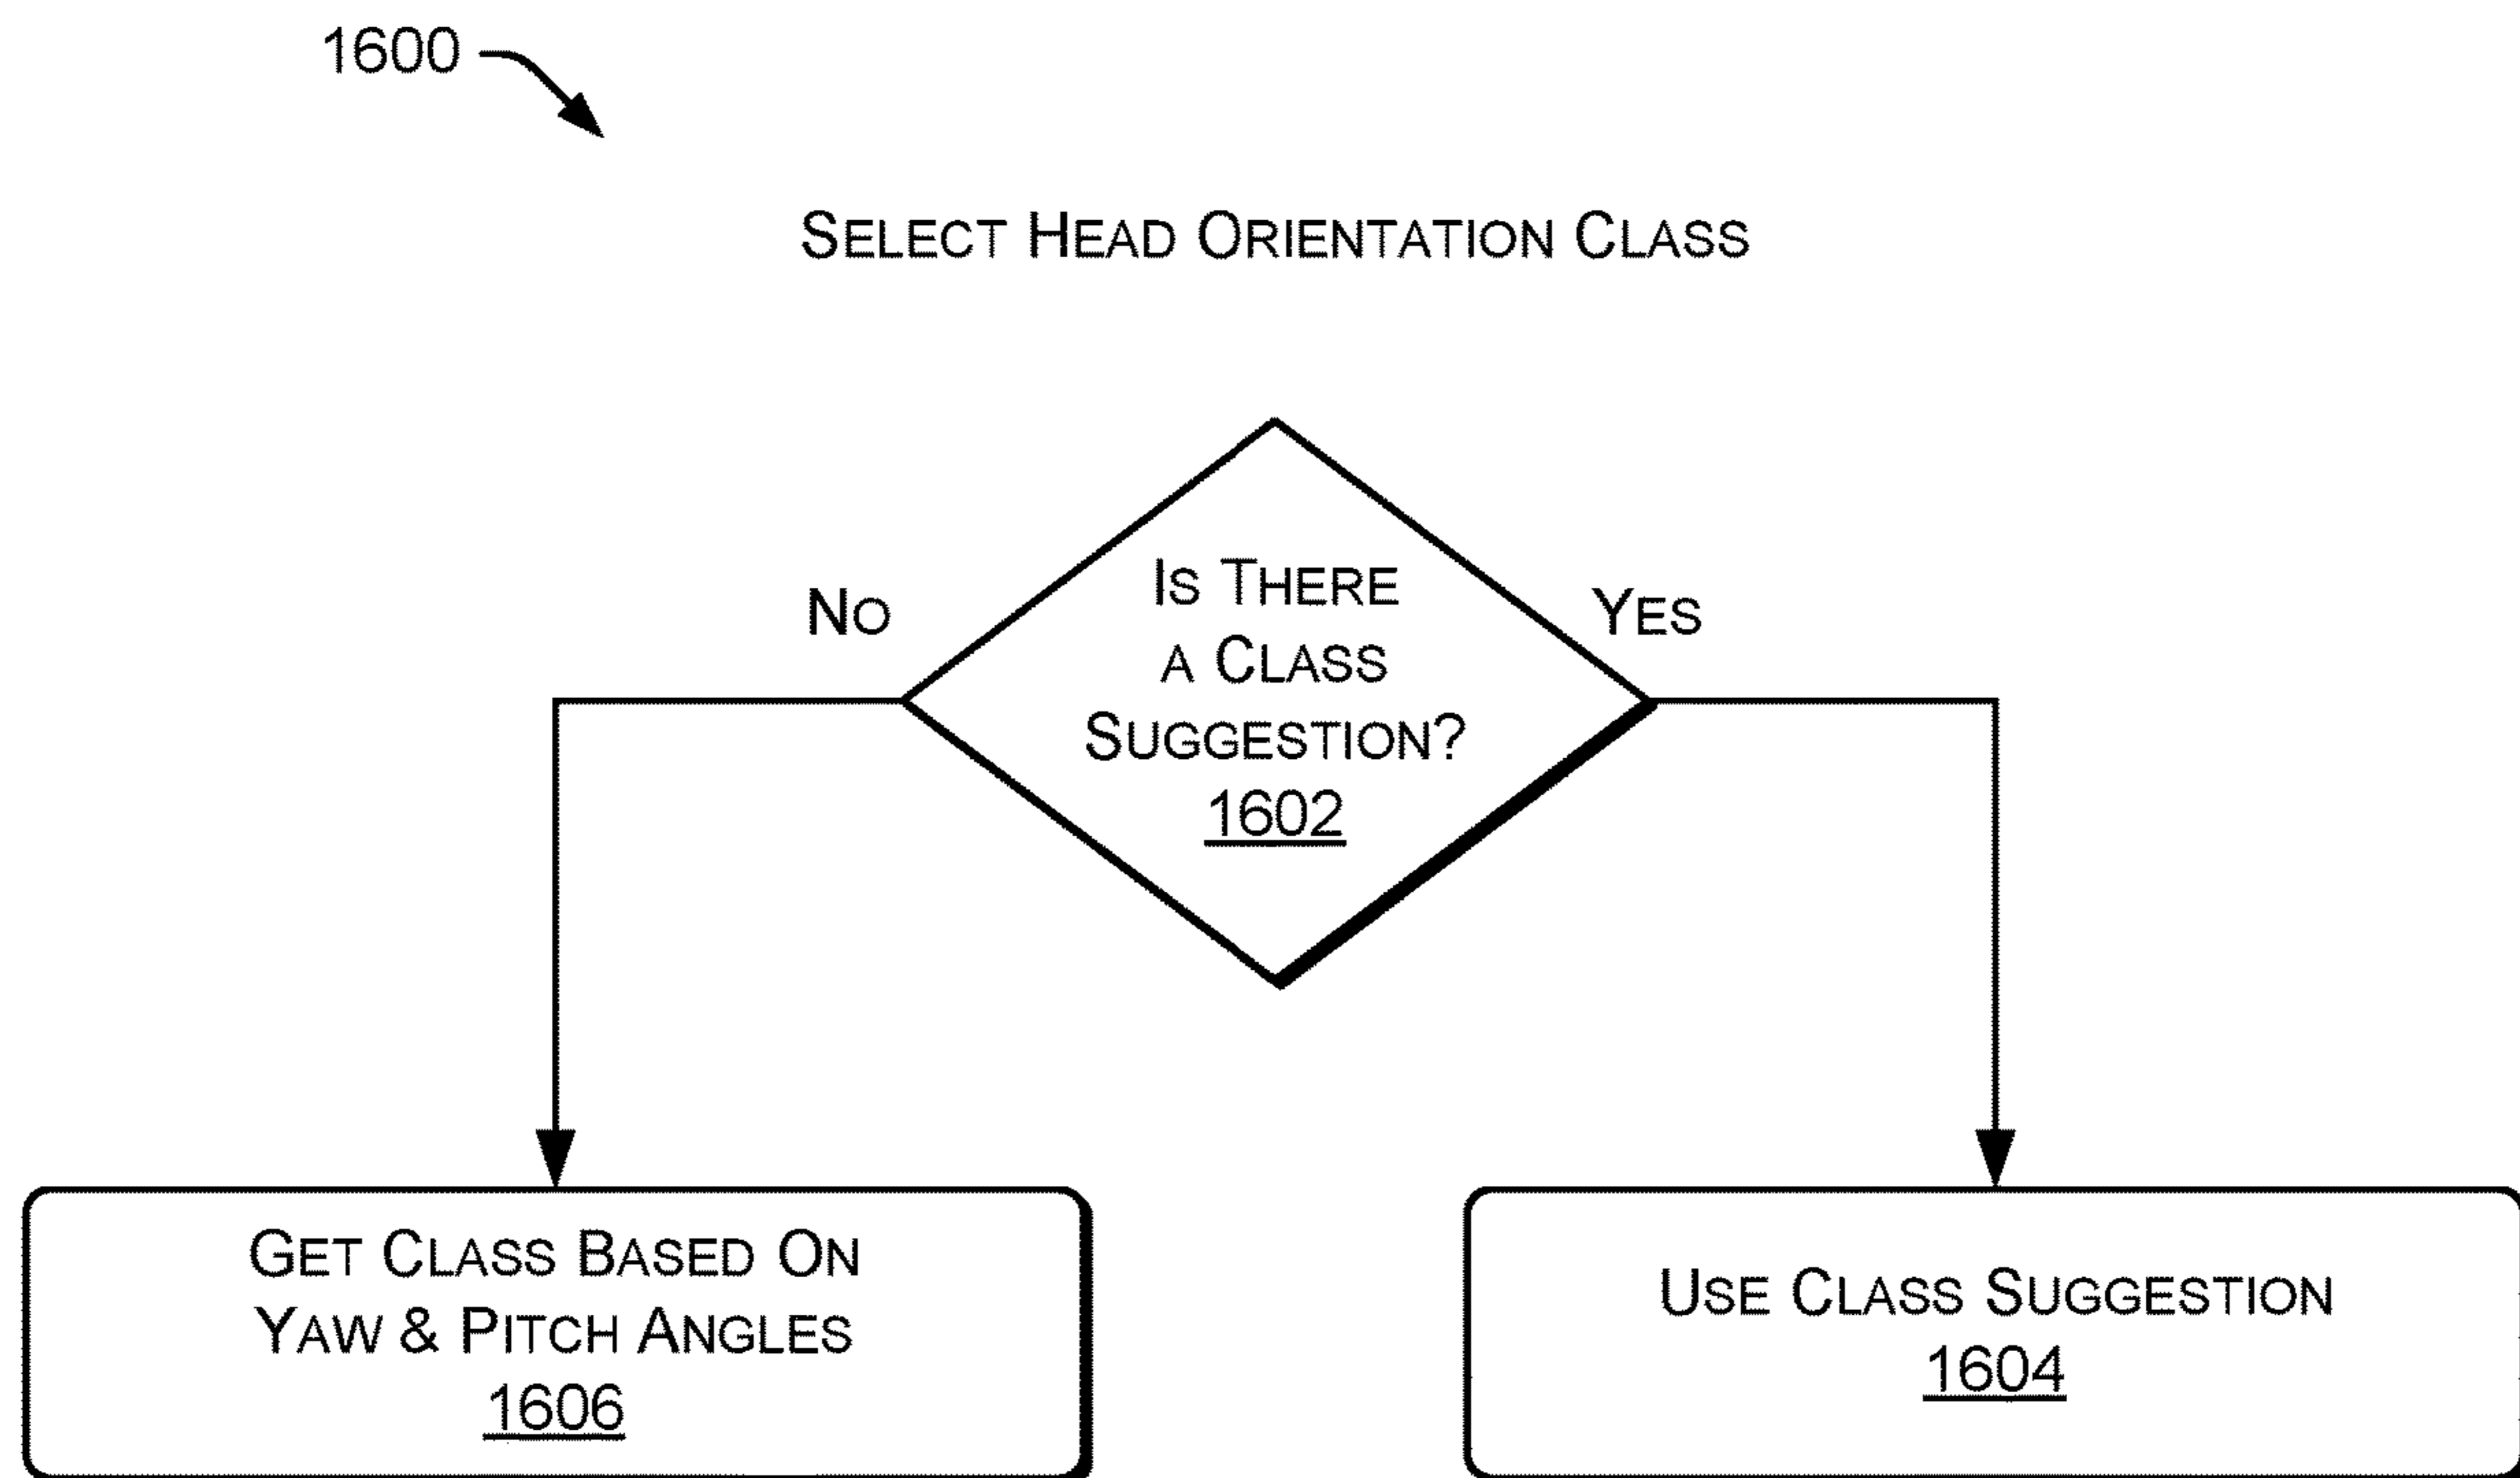 1600
SELECT HEAD ORIENTATION CLASS
NO
YES
IS THERE
A CLASS
SUGGESTION?
1602
GET CLASS BASED ON
YAW & PITCH ANGLES
1606
USE CLASS SUGGESTION
1604